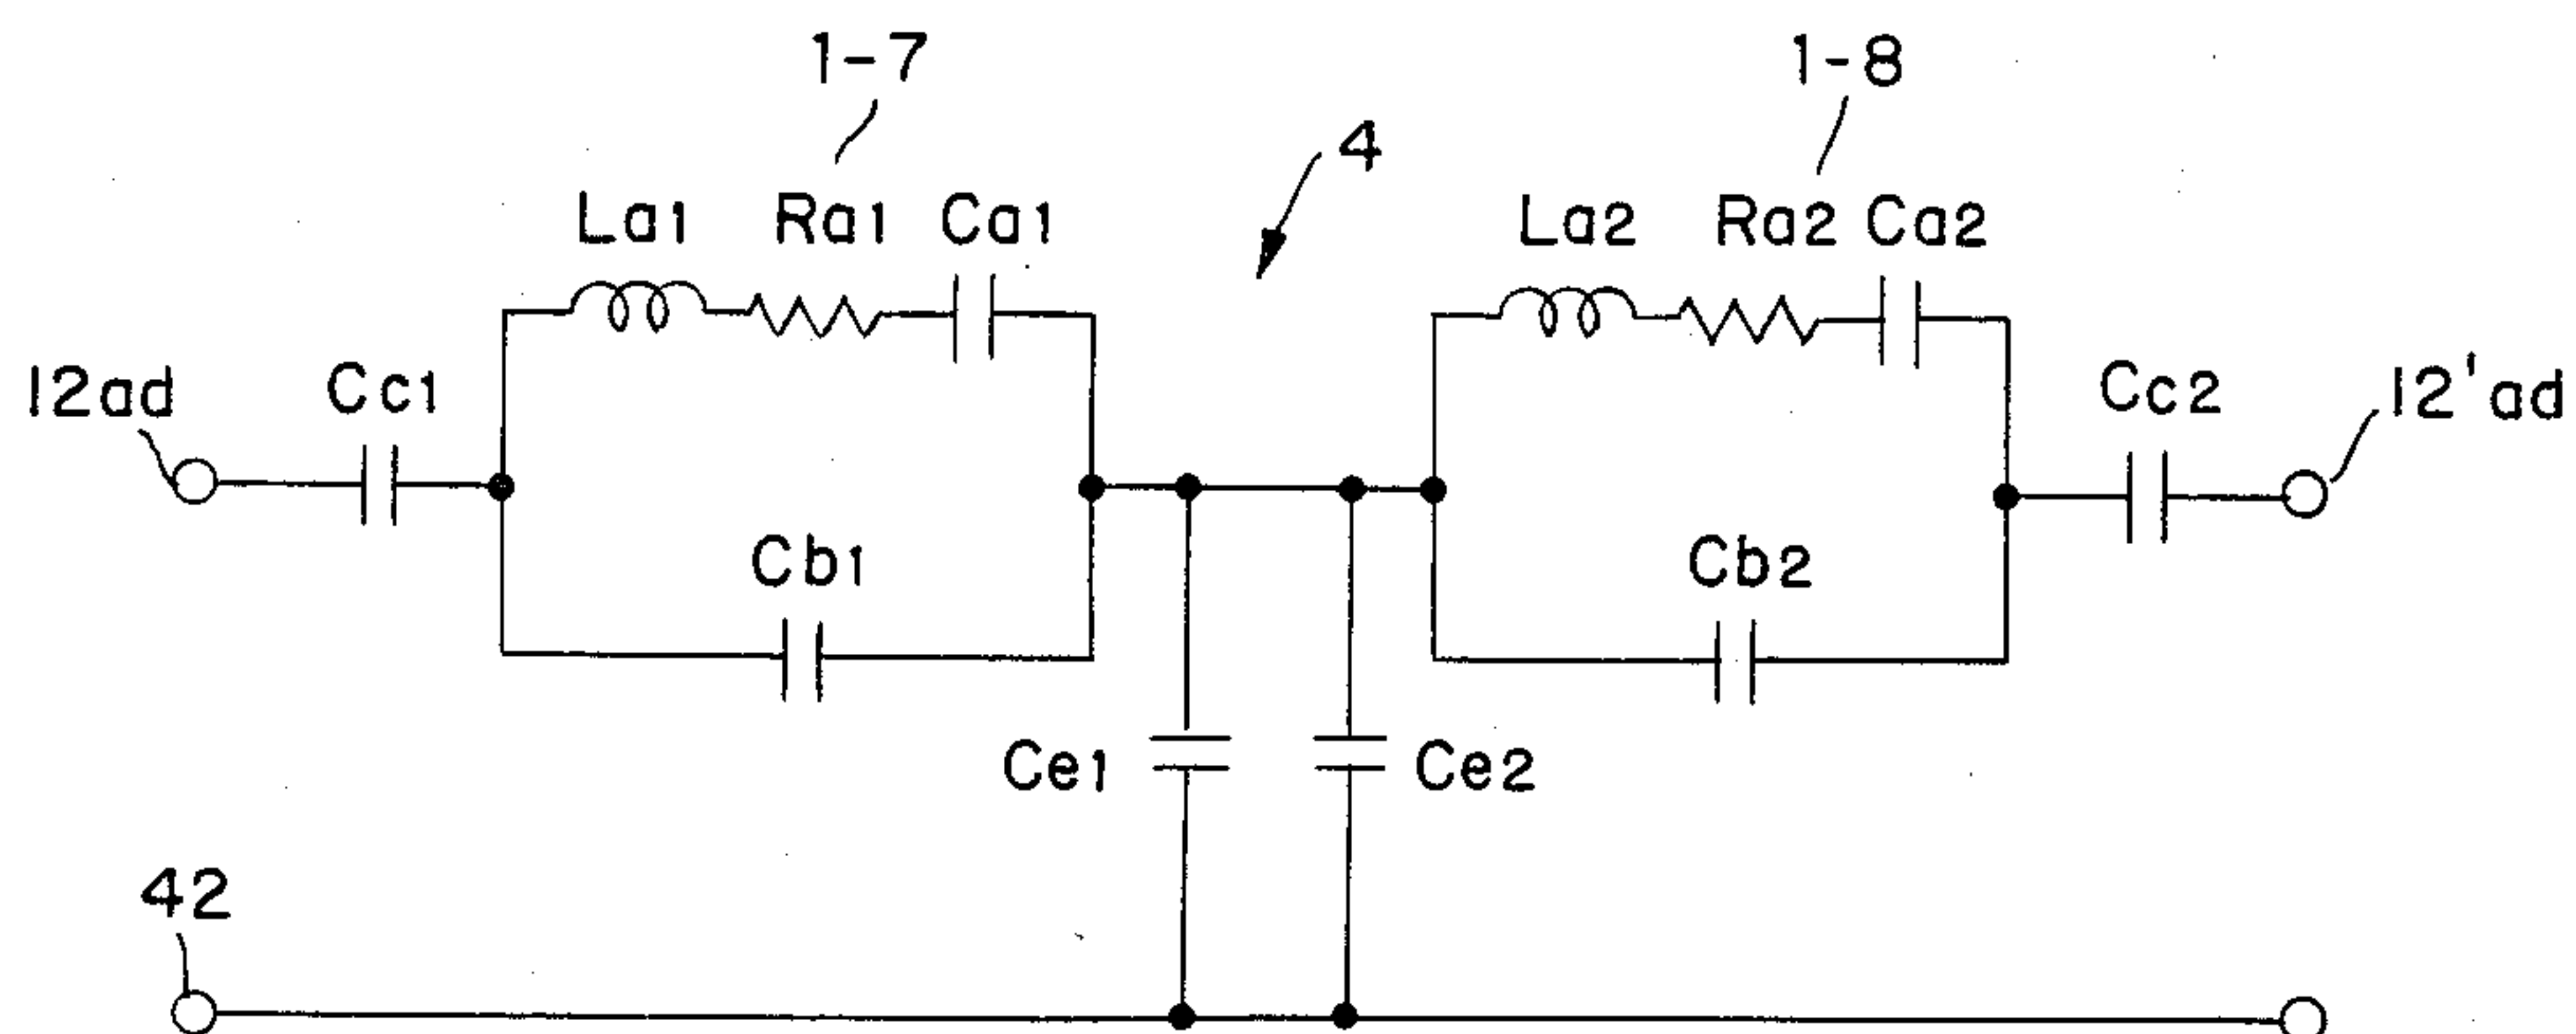 1-7
1-8
4
La1 Ra1 Ca1
La2 Ra2 Ca2
12ad
Cc1
Cc2
12'ad
Cb1
Cb2
Ce1
Ce2
42